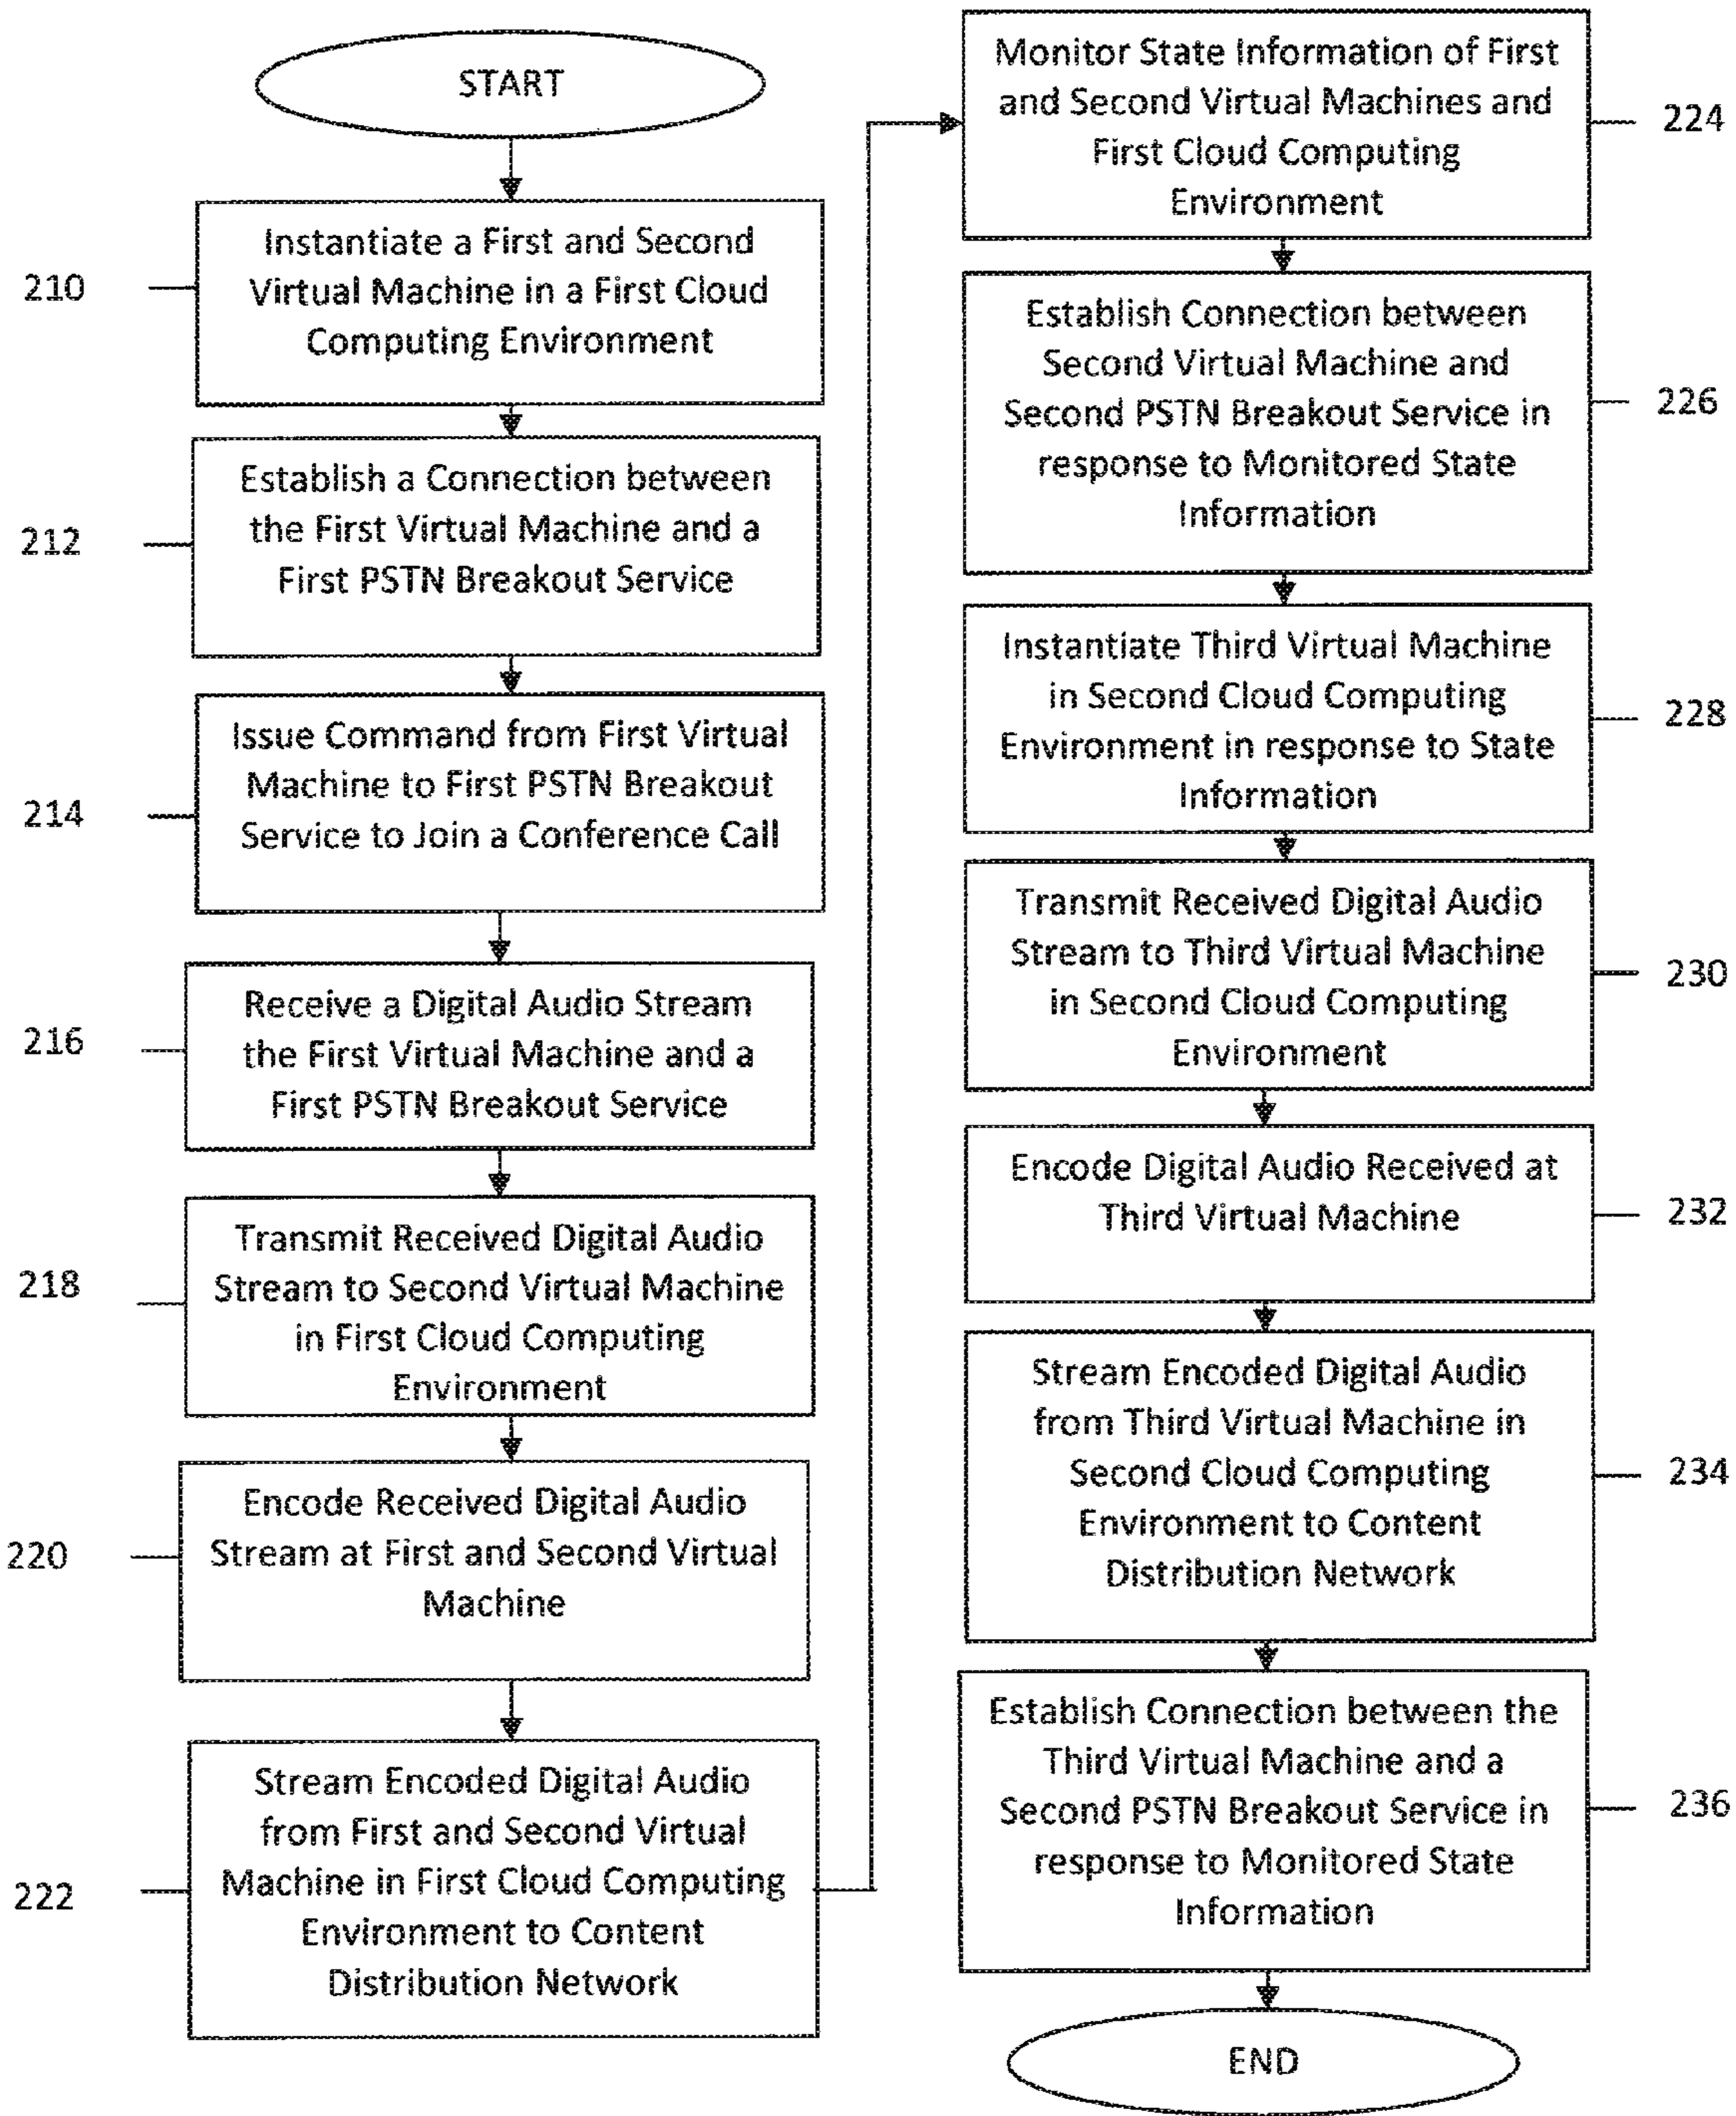 START
210
Instantiate a First and Second
Virtual Machine in a First Cloud
Computing Environment
212
Establish a Connection between
the First Virtual Machine and a
First PSTN Breakout Service
214
Issue Command from First Virtual
Machine to First PSTN Breakout
Service to Join a Conference Call
216
Receive a Digital Audio Stream
the First Virtual Machine and a
First PSTN Breakout Service
218
Transmit Received Digital Audio
Stream to Second Virtual Machine
in First Cloud Computing
Environment
220
Encode Received Digital Audio
Stream at First and Second Virtual
Machine
222
Stream Encoded Digital Audio
from First and Second Virtual
Machine in First Cloud Computing
Environment to Content
Distribution Network
Monitor State Information of First
and Second Virtual Machines and
First Cloud Computing
Environment
224
Establish Connection between
Second Virtual Machine and
Second PSTN Breakout Service in
response to Monitored State
Information
226
Instantiate Third Virtual Machine
in Second Cloud Computing
Environment in response to State
Information
228
Transmit Received Digital Audio
Stream to Third Virtual Machine
in Second Cloud Computing
Environment
230
Encode Digital Audio Received at
Third Virtual Machine
232
Stream Encoded Digital Audio
from Third Virtual Machine in
Second Cloud Computing
Environment to Content
Distribution Network
234
Establish Connection between the
Third Virtual Machine and a
Second PSTN Breakout Service in
response to Monitored State
Information
236
END